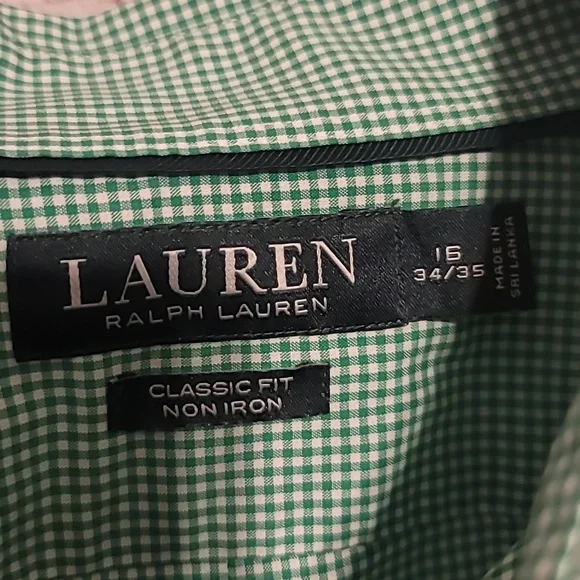 LAUREN
RALPH LAUREN
16
34/35
MADE IN
SRI LANKA
CLASSIC FIT
NON IRON